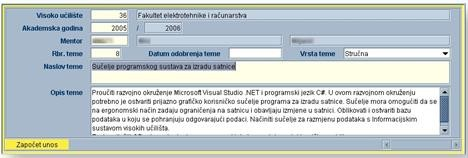 Visoko učilište 36 Fakultet elektrotehnike i računarstva
Akademska godina 2005 / 2006
Mentor
Rbr. teme 8 Datum odobrenja teme Vrsta teme Stručna
Naslov teme Sučelje programskog sustava za izradu satnice
Opis teme Proučiti razvojno okruženje Microsoft Visual Studio .NET i programski jezik C#. U ovom razvojnom okruženju
potrebno je ostvariti prijazno grafičko korisničko sučelje programa za izradu satnice. Sučelje mora omogućiti da se
na ergonomski način zadaju ograničenja na satnicu i obavljaju izmjene u satnici. Oblikovati i ostvariti bazu
podataka u koju se pohranjuju odgovarajući podaci. Načiniti sučelje za razmjenu podataka s Informacijskim
sustavom visokih učilišta.
Započet unos